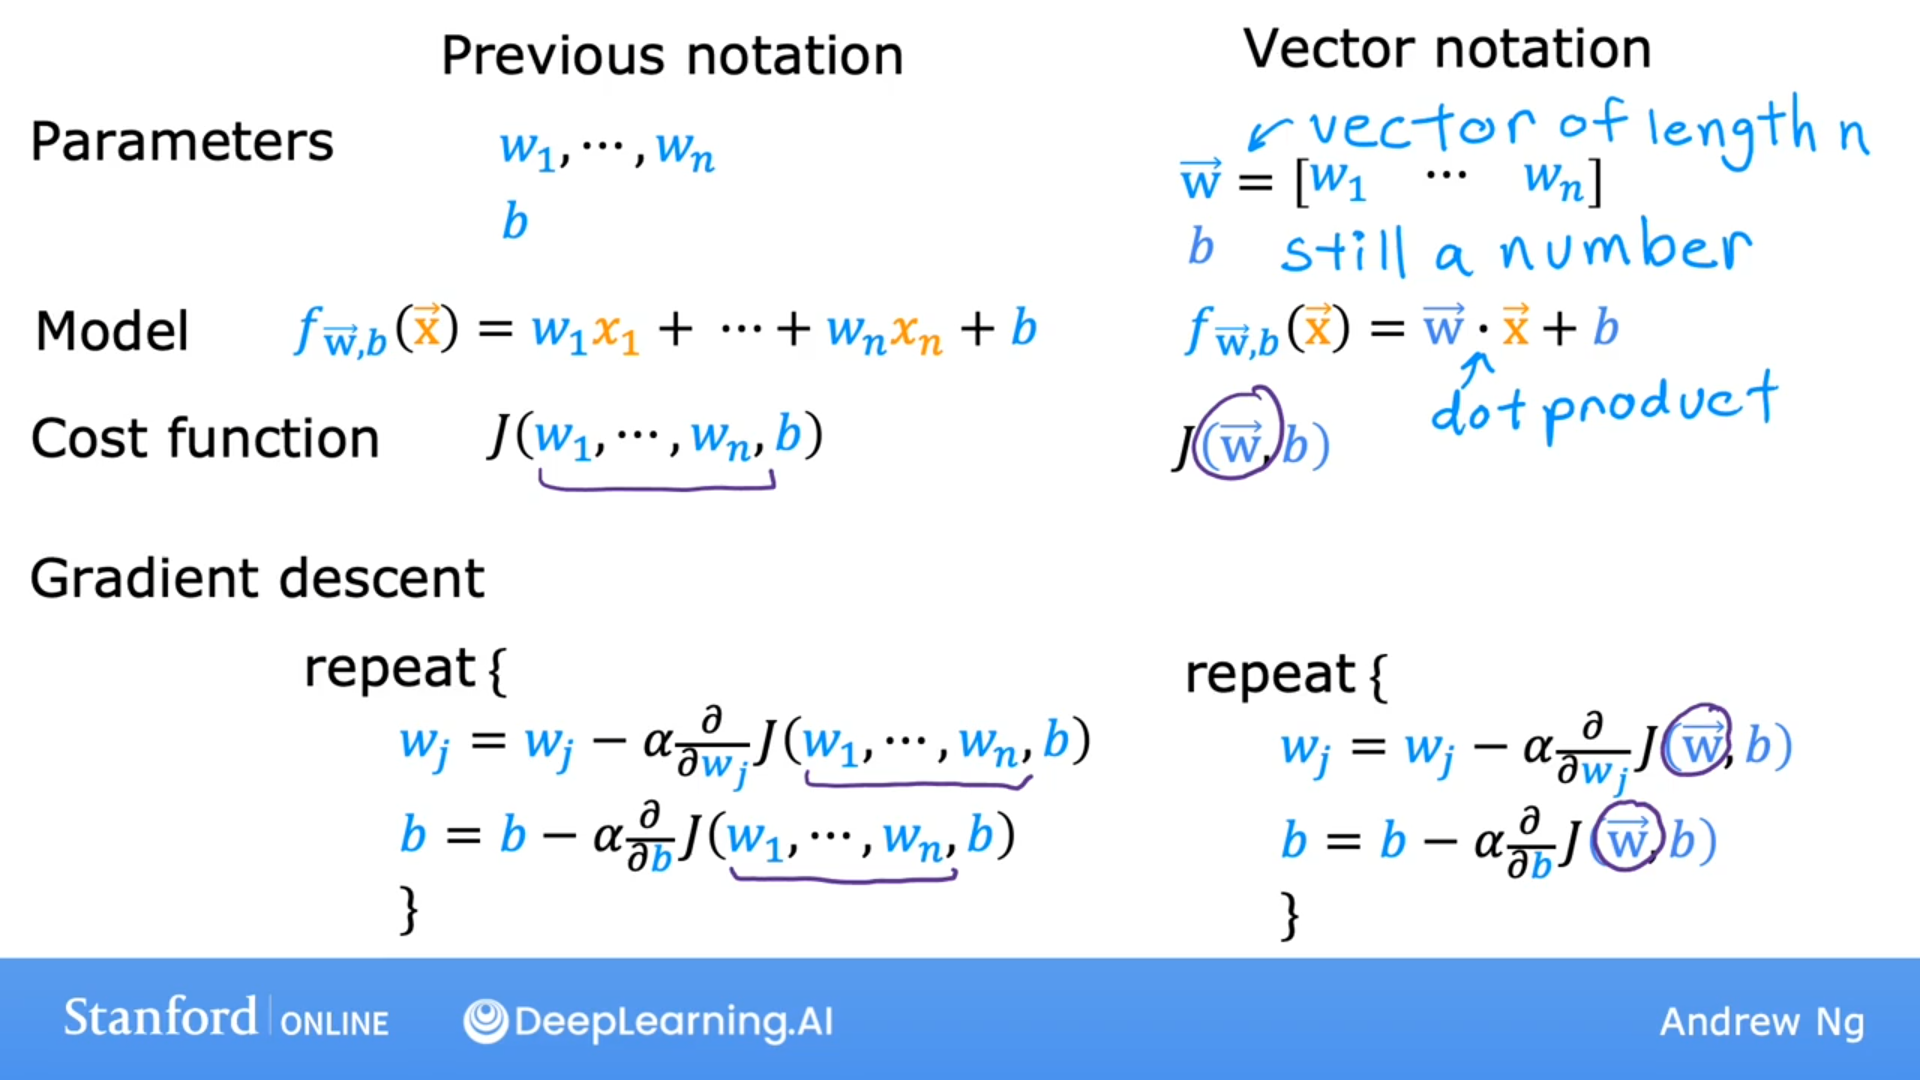 Previous notation
Vector notation
Parameters
w₁, ⋯ , wₙ
b
vector of length n
w⃗ = [w₁ ⋯ wₙ]
b still a number
Model
f_w⃗,b(x⃗) = w₁x₁ + ⋯ + wₙxₙ + b
f_w⃗,b(x⃗) = w⃗ · x⃗ + b
dot product
Cost function
J(w₁, ⋯ , wₙ, b)
J(w⃗, b)
Gradient descent
repeat {
wⱼ = wⱼ − α ∂/∂wⱼ J(w₁, ⋯ , wₙ, b)
b = b − α ∂/∂b J(w₁, ⋯ , wₙ, b)
}
repeat {
wⱼ = wⱼ − α ∂/∂wⱼ J(w⃗, b)
b = b − α ∂/∂b J(w⃗, b)
}
Stanford | ONLINE
DeepLearning.AI
Andrew Ng